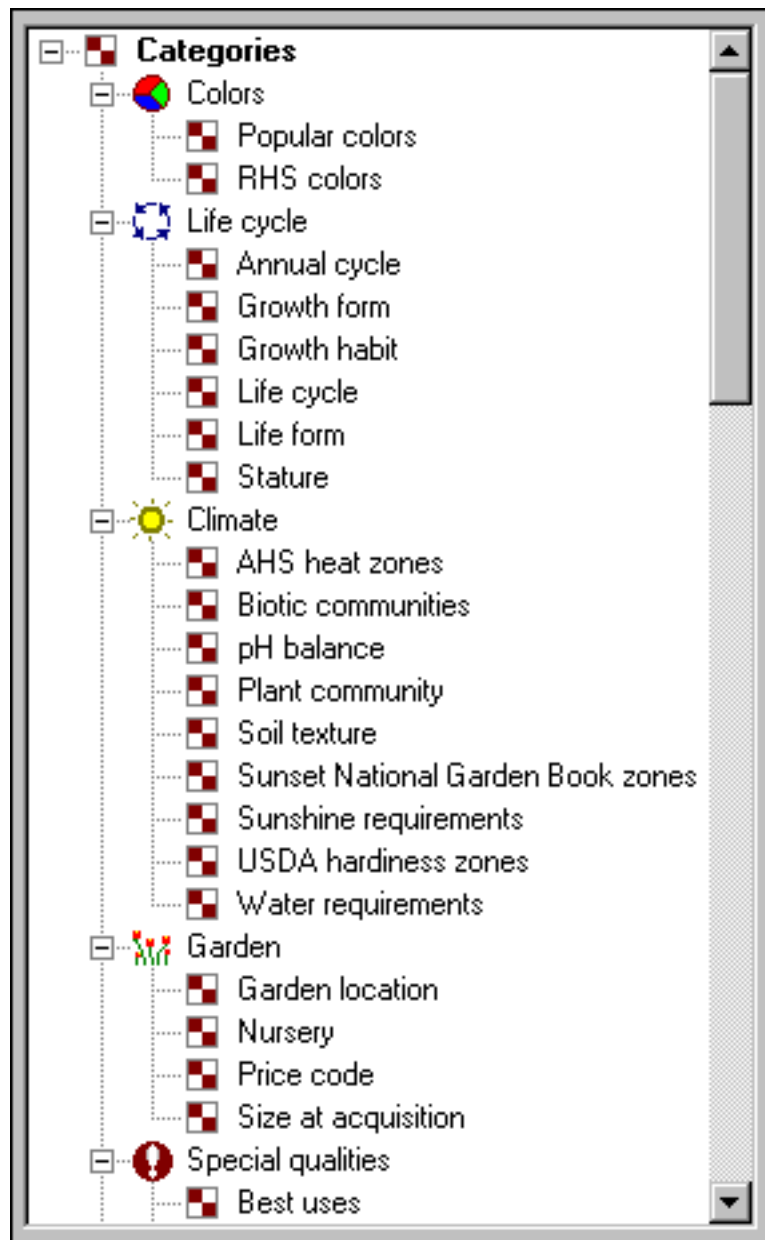 Categories
Colors
Popular colors
RHS colors
Life cycle
Annual cycle
Growth form
Growth habit
Life cycle
Life form
Stature
Climate
AHS heat zones
Biotic communities
pH balance
Plant community
Soil texture
Sunset National Garden Book zones
Sunshine requirements
USDA hardiness zones
Water requirements
Garden
Garden location
Nursery
Price code
Size at acquisition
Special qualities
Best uses